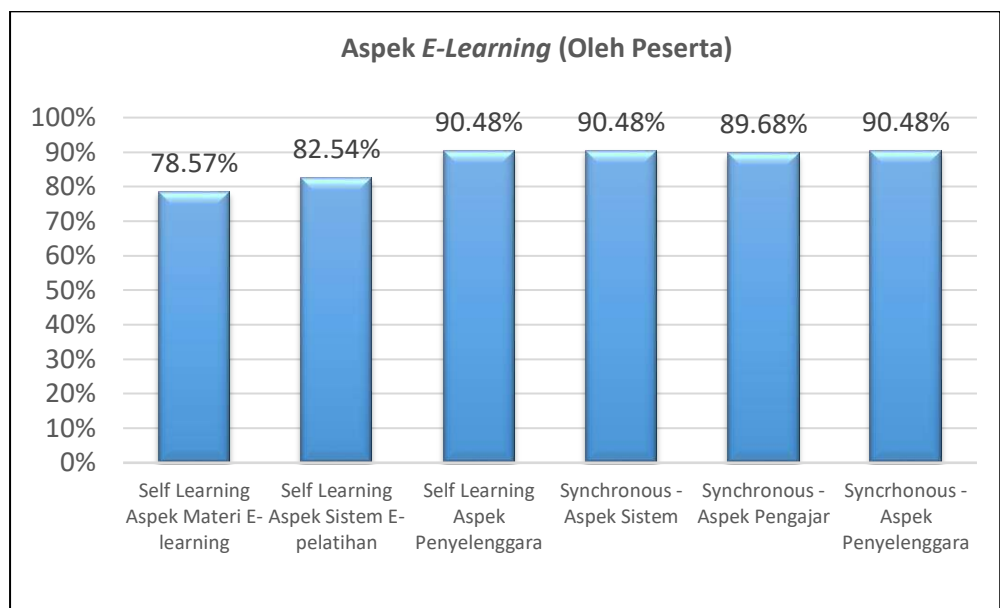 Aspek E-Learning (Oleh Peserta)
100%
90%
80%
70%
60%
50%
40%
30%
20%
10%
0%
78.57%
82.54%
90.48%
90.48%
89.68%
90.48%
Self Learning
Aspek Materi E-
learning
Self Learning
Aspek Sistem E-
pelatihan
Self Learning
Aspek
Penyelenggara
Synchronous -
Aspek Sistem
Synchronous -
Aspek Pengajar
Syncrhonous -
Aspek
Penyelenggara